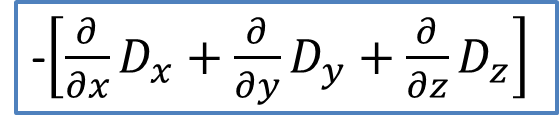 -[∂/∂x D_x + ∂/∂y D_y + ∂/∂z D_z]